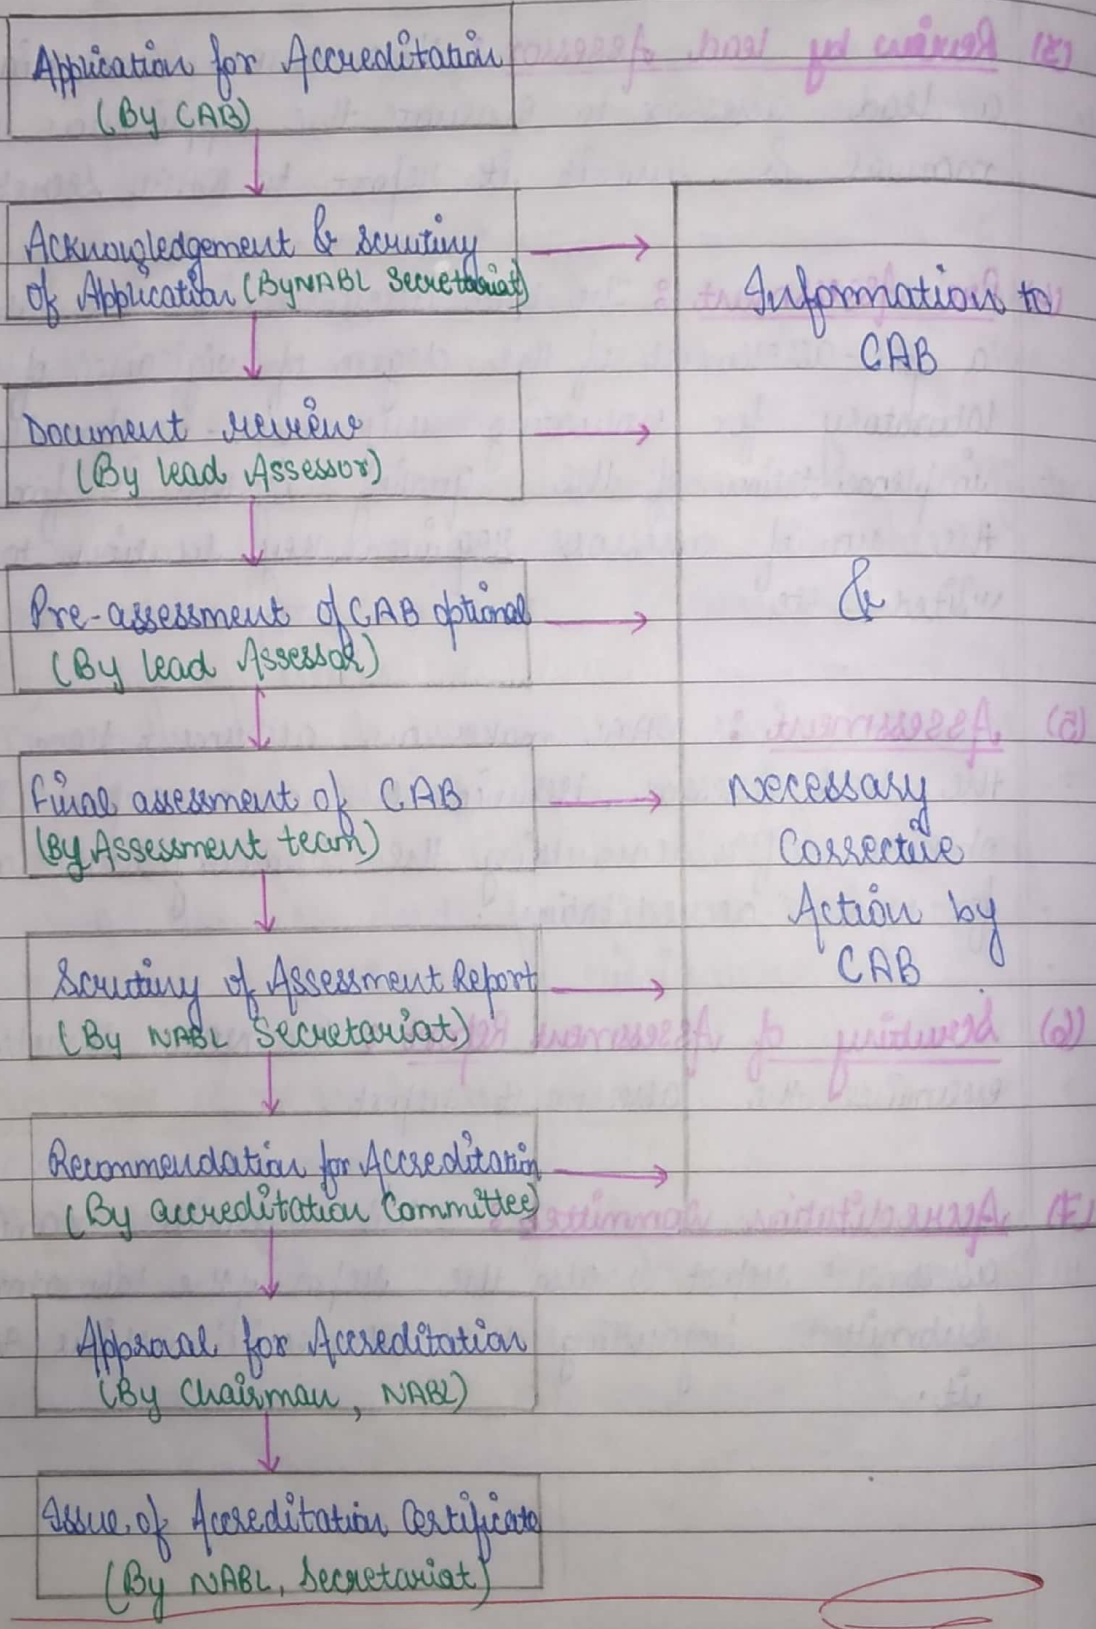 Application for Accreditation
(By CAB)
Acknowledgement & scrutiny
of Application (By NABL Secretariat)
Document review
(By lead Assessor)
Pre-assessment of CAB optional
(By lead Assessor)
Final assessment of CAB
(By Assessment team)
Scrutiny of Assessment Report
(By NABL Secretariat)
Recommendation for Accreditation
(By accreditation Committee)
Approval for Accreditation
(By Chairman, NABL)
Issue of Accreditation Certificate
(By NABL, Secretariat)
Information to
CAB
&
Necessary
Corrective
Action by
CAB